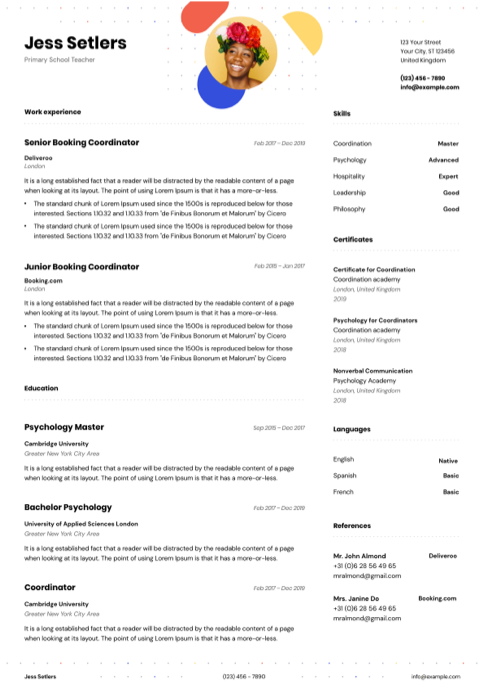 Jess Setlers
Primary School Teacher
123 Your Street
Your City, ST 123456
United Kingdom
(123) 456 - 7890
info@example.com
Work experience
Senior Booking Coordinator
Feb 2017 – Dec 2019
Deliveroo
London
It is a long established fact that a reader will be distracted by the readable content of a page
when looking at its layout. The point of using Lorem Ipsum is that it has a more-or-less.
• The standard chunk of Lorem Ipsum used since the 1500s is reproduced below for those
interested. Sections 1.10.32 and 1.10.33 from "de Finibus Bonorum et Malorum" by Cicero
• The standard chunk of Lorem Ipsum used since the 1500s is reproduced below for those
interested. Sections 1.10.32 and 1.10.33 from "de Finibus Bonorum et Malorum" by Cicero
Junior Booking Coordinator
Feb 2015 – Jan 2017
Booking.com
London
It is a long established fact that a reader will be distracted by the readable content of a page
when looking at its layout. The point of using Lorem Ipsum is that it has a more-or-less.
• The standard chunk of Lorem Ipsum used since the 1500s is reproduced below for those
interested. Sections 1.10.32 and 1.10.33 from "de Finibus Bonorum et Malorum" by Cicero
• The standard chunk of Lorem Ipsum used since the 1500s is reproduced below for those
interested. Sections 1.10.32 and 1.10.33 from "de Finibus Bonorum et Malorum" by Cicero
Education
Psychology Master
Sep 2015 – Dec 2017
Cambridge University
Greater New York City Area
It is a long established fact that a reader will be distracted by the readable content of a page
when looking at its layout. The point of using Lorem Ipsum is that it has a more-or-less.
Bachelor Psychology
Feb 2017 – Dec 2019
University of Applied Sciences London
Greater New York City Area
It is a long established fact that a reader will be distracted by the readable content of a page
when looking at its layout. The point of using Lorem Ipsum is that it has a more-or-less.
Coordinator
Feb 2017 – Dec 2019
Cambridge University
Greater New York City Area
It is a long established fact that a reader will be distracted by the readable content of a page
when looking at its layout. The point of using Lorem Ipsum is that it has a more-or-less.
Skills
Coordination Master
Psychology Advanced
Hospitality Expert
Leadership Good
Philosophy Good
Certificates
Certificate for Coordination
Coordination academy
London, United Kingdom
2019
Psychology for Coordinators
Coordination academy
London, United Kingdom
2018
Nonverbal Communication
Psychology Academy
London, United Kingdom
2018
Languages
English Native
Spanish Basic
French Basic
References
Mr. John Almond Deliveroo
+31 (0)6 28 56 49 65
mralmond@gmail.com
Mrs. Janine Do Booking.com
+31 (0)6 28 56 49 65
mralmond@gmail.com
Jess Setlers (123) 456 - 7890 info@example.com